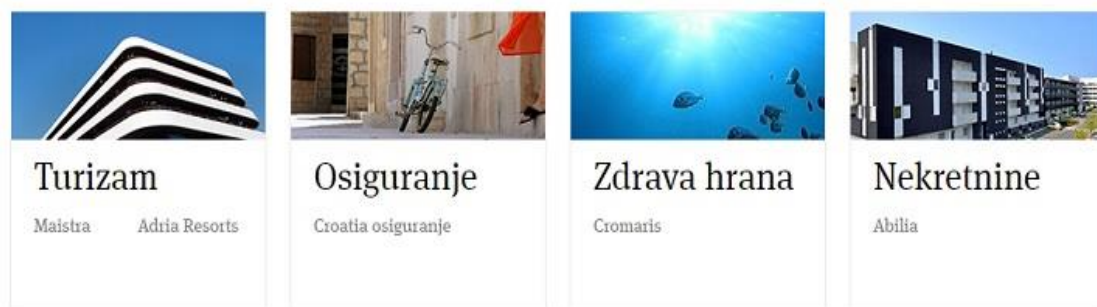 Turizam
Maistra Adria Resorts
Osiguranje
Croatia osiguranje
Zdrava hrana
Cromaris
Nekretnine
Abilia